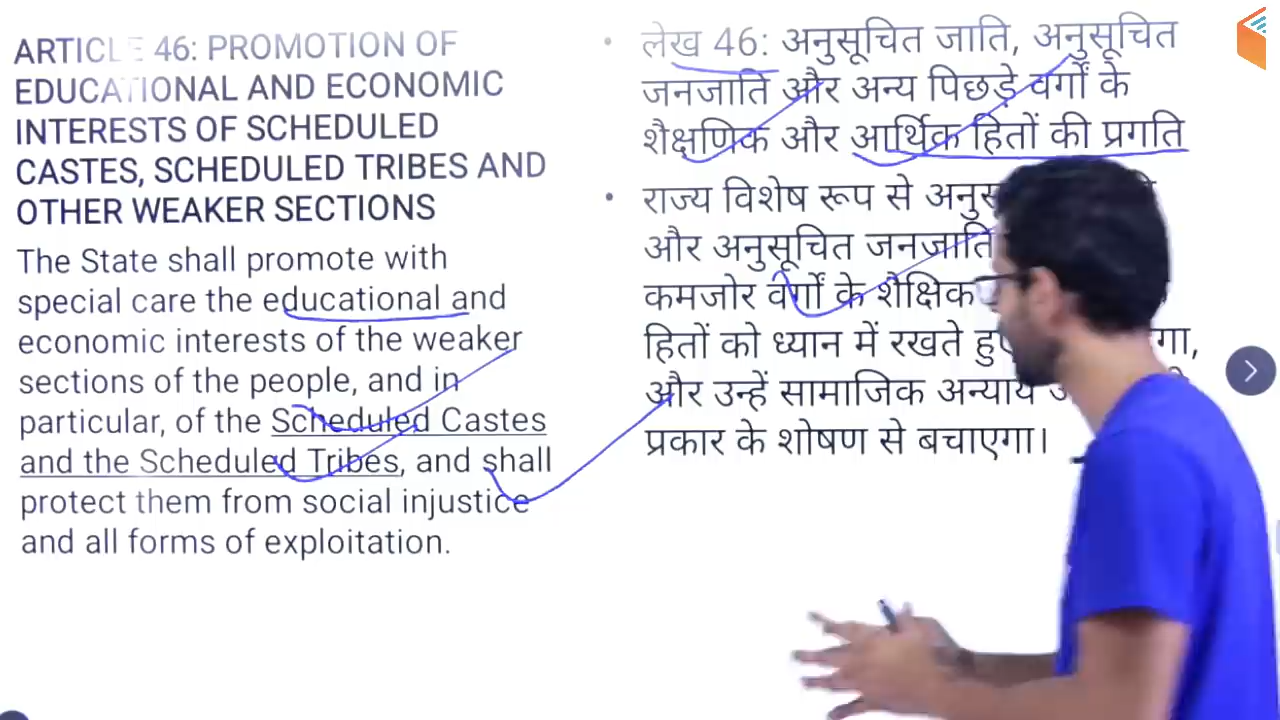 ARTICLE 46: PROMOTION OF
EDUCATIONAL AND ECONOMIC
INTERESTS OF SCHEDULED
CASTES, SCHEDULED TRIBES AND
OTHER WEAKER SECTIONS
The State shall promote with
special care the educational and
economic interests of the weaker
sections of the people, and in
particular, of the Scheduled Castes
and the Scheduled Tribes, and shall
protect them from social injustice
and all forms of exploitation.
• लेख 46: अनुसूचित जाति, अनुसूचित
जनजाति और अन्य पिछड़े वर्गों के
शैक्षणिक और आर्थिक हितों की प्रगति
• राज्य विशेष रूप से
और अनुसूचित जनजाति
कमजोर वर्गों के शैक्षिक
हितों को ध्यान में रखते
और उन्हें सामाजिक अन्याय
प्रकार के शोषण से बचाएगा।